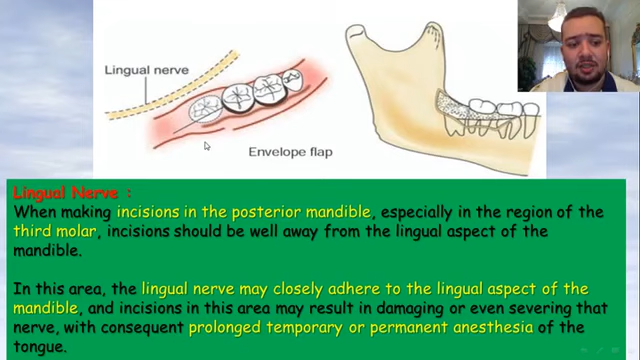 Lingual nerve
Envelope flap
Lingual Nerve :
When making incisions in the posterior mandible, especially in the region of the
third molar, incisions should be well away from the lingual aspect of the
mandible.
In this area, the lingual nerve may closely adhere to the lingual aspect of the
mandible, and incisions in this area may result in damaging or even severing that
nerve, with consequent prolonged temporary or permanent anesthesia of the
tongue.